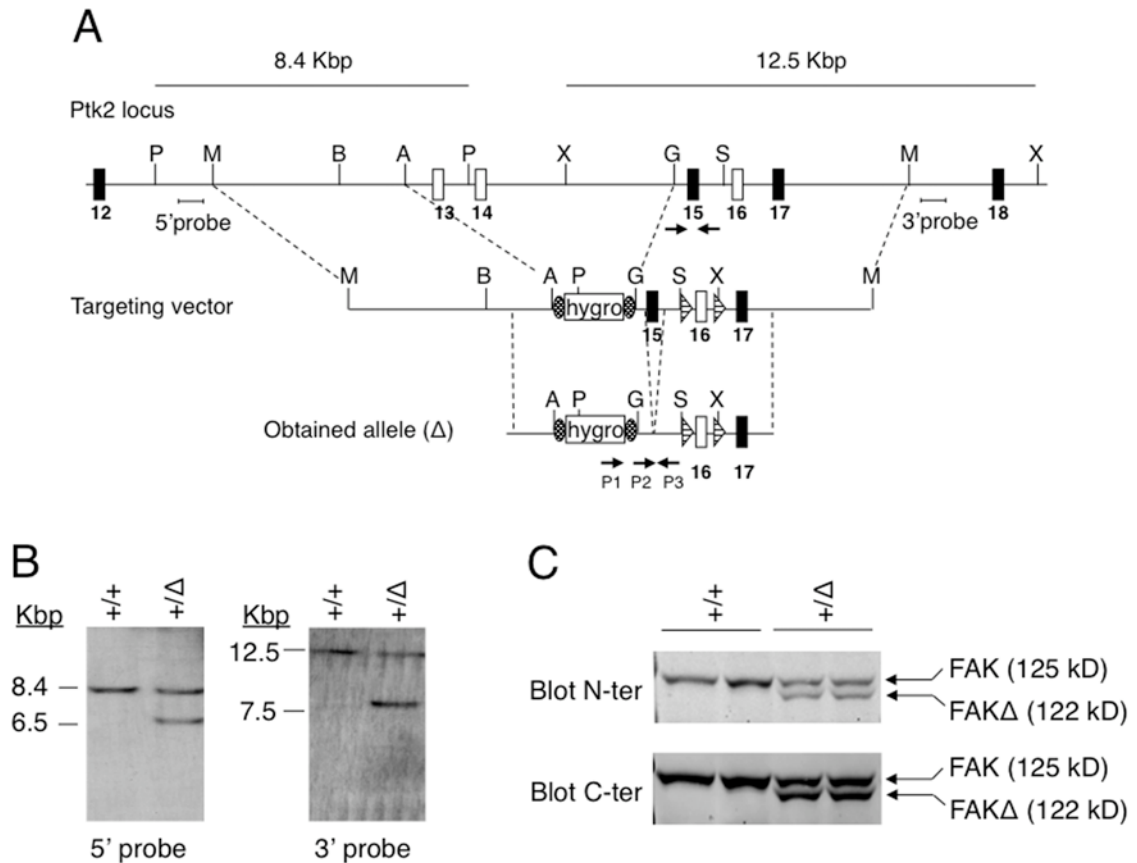 A
8.4 Kbp 12.5 Kbp
Ptk2 locus
P M B A P X G S M X
12 13 14 15 16 17 18
5’probe 3’probe
M B A P G S X M
Targeting vector
hygro
15 16 17
A P G S X
Obtained allele (Δ)
hygro
16 17
P1 P2 P3
B
Kbp +/+ +/Δ
8.4
6.5
5’ probe
Kbp +/+ +/Δ
12.5
7.5
3’ probe
C
+/+ +/Δ
Blot N-ter
FAK (125 kD)
FAKΔ (122 kD)
Blot C-ter
FAK (125 kD)
FAKΔ (122 kD)